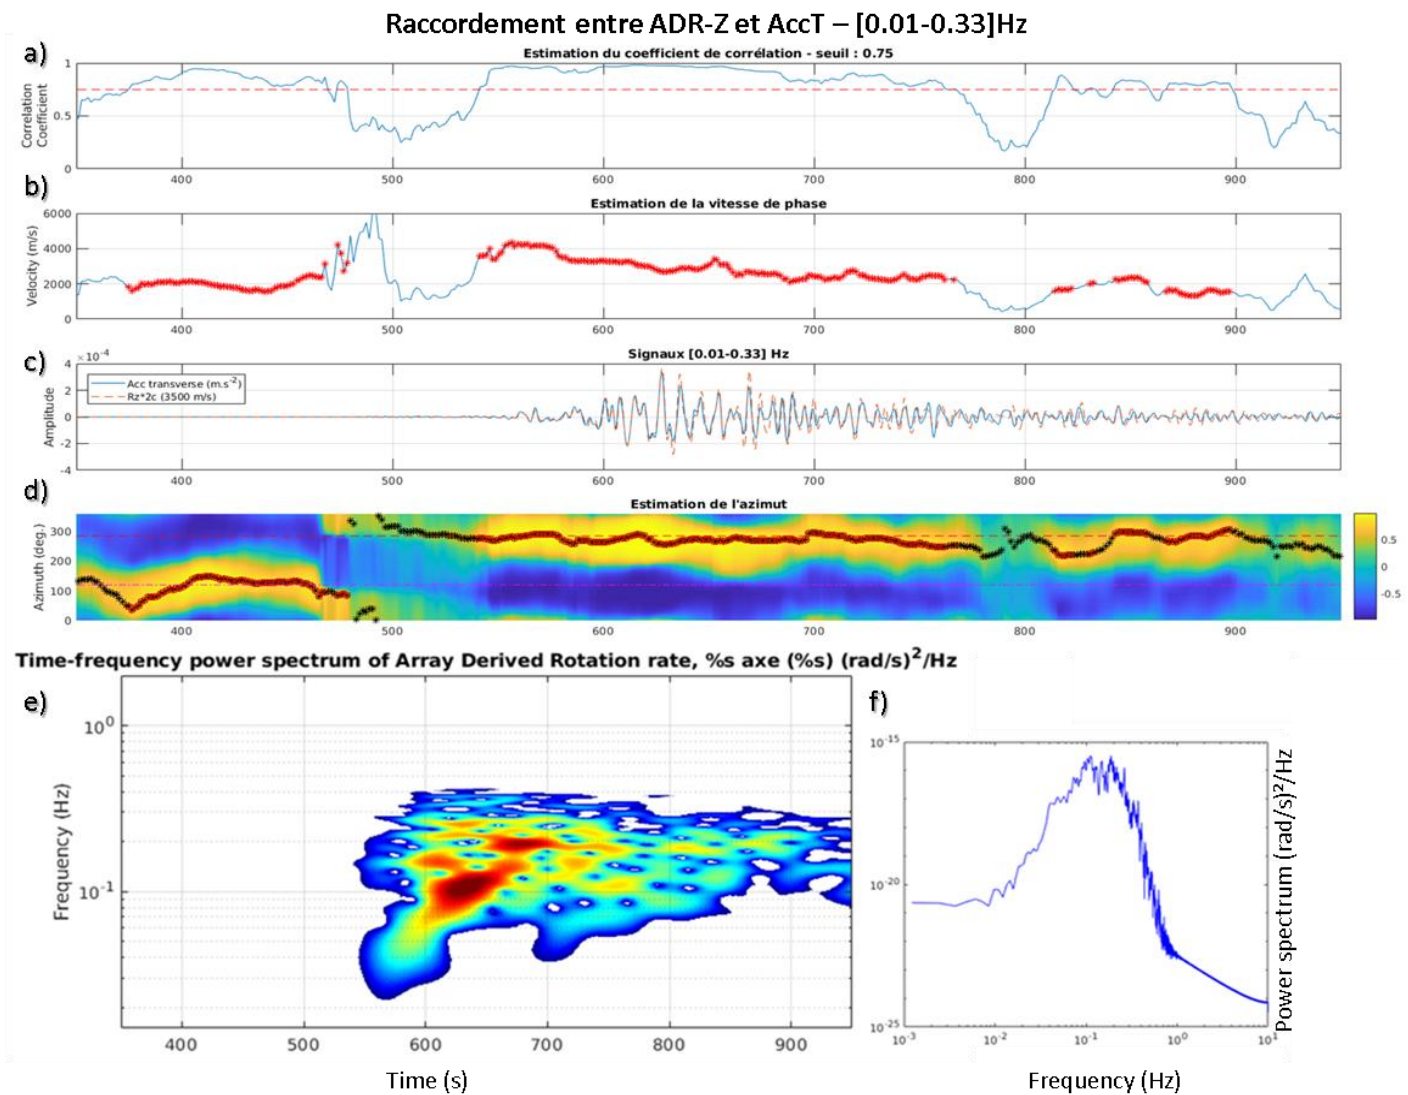 Raccordement entre ADR-Z et AccT – [0.01-0.33]Hz
a)
Estimation du coefficient de corrélation - seuil : 0.75
Correlation
Coefficient
1
0.5
0
400 500 600 700 800 900
b)
Estimation de la vitesse de phase
Velocity (m/s)
6000
4000
2000
0
400 500 600 700 800 900
c)
×10⁻⁴
Signaux [0.01-0.33] Hz
Amplitude
4
2
0
-2
-4
Acc transverse (m.s⁻²)
Rz*2c (3500 m/s)
400 500 600 700 800 900
d)
Estimation de l'azimut
Azimuth (deg.)
300
200
100
0
400 500 600 700 800 900
0.5
0
-0.5
Time-frequency power spectrum of Array Derived Rotation rate, %s axe (%s) (rad/s)²/Hz
e)
Frequency (Hz)
10⁰
10⁻¹
400 500 600 700 800 900
Time (s)
f)
10⁻¹⁵
10⁻²⁰
10⁻²⁵
10⁻³ 10⁻² 10⁻¹ 10⁰ 10¹
Power spectrum (rad/s)²/Hz
Frequency (Hz)